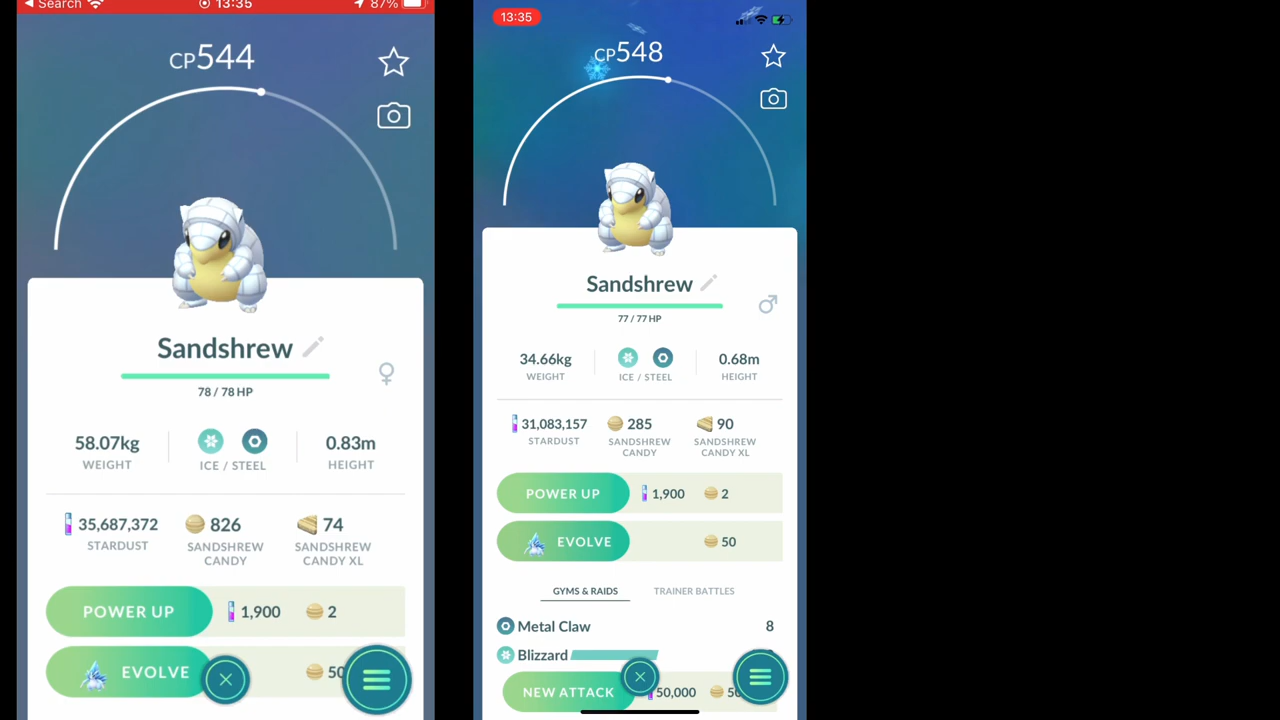 Search 13:35 87%
CP544
Sandshrew
78 / 78 HP
58.07kg ICE / STEEL 0.83m
WEIGHT HEIGHT
35,687,372 826 74
STARDUST SANDSHREW CANDY SANDSHREW CANDY XL
POWER UP 1,900 2
EVOLVE 50
13:35
CP548
Sandshrew
77 / 77 HP
34.66kg ICE / STEEL 0.68m
WEIGHT HEIGHT
31,083,157 285 90
STARDUST SANDSHREW CANDY SANDSHREW CANDY XL
POWER UP 1,900 2
EVOLVE 50
GYMS & RAIDS TRAINER BATTLES
Metal Claw 8
Blizzard
NEW ATTACK 50,000